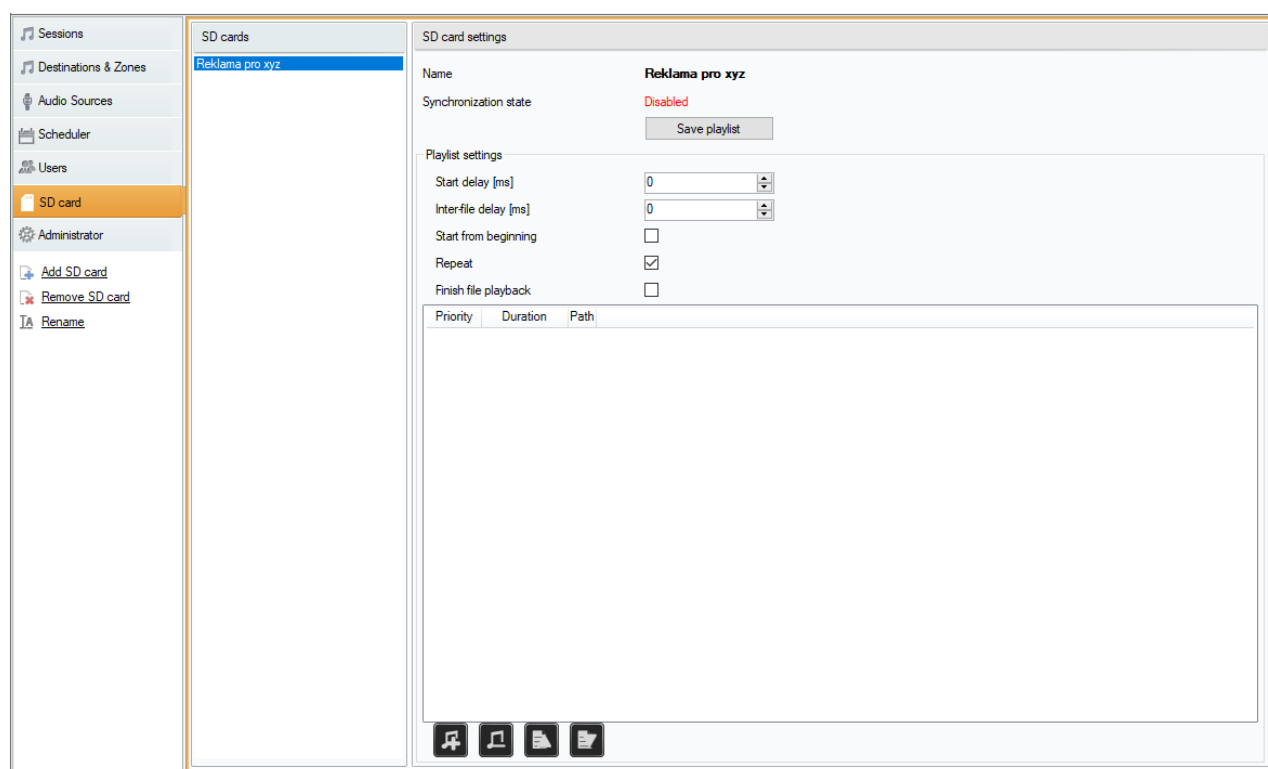 Sessions
Destinations & Zones
Audio Sources
Scheduler
Users
SD card
Administrator
Add SD card
Remove SD card
Rename
SD cards
Reklama pro xyz
SD card settings
Name Reklama pro xyz
Synchronization state Disabled
Save playlist
Playlist settings
Start delay [ms] 0
Inter-file delay [ms] 0
Start from beginning
Repeat
Finish file playback
Priority Duration Path